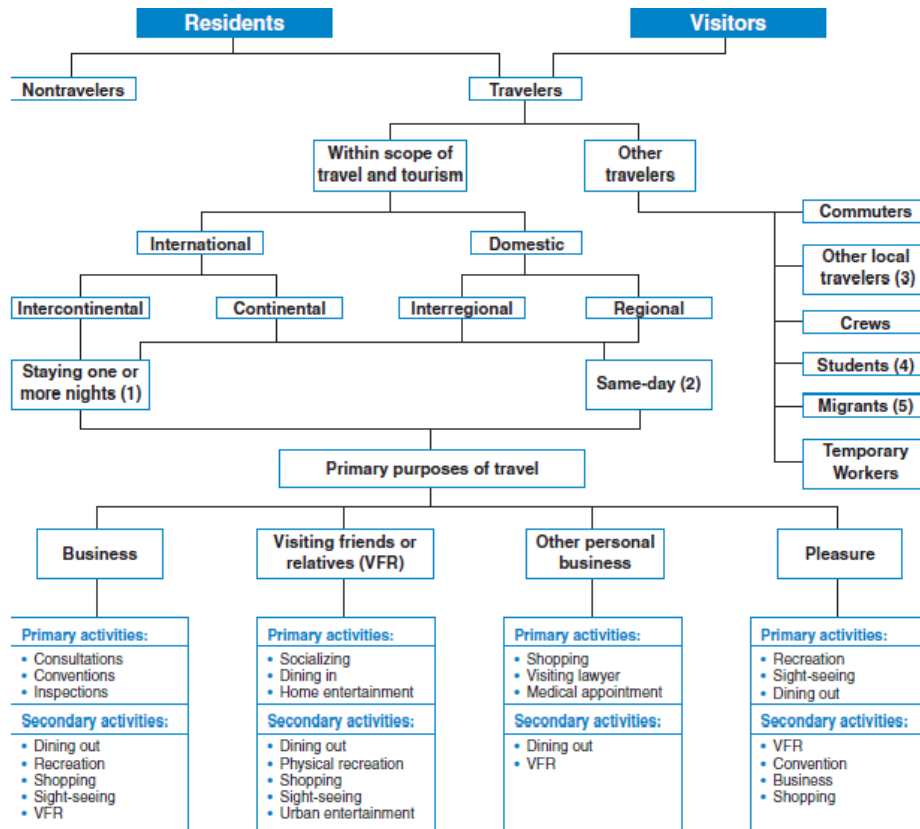 Residents
Visitors
Nontravelers
Travelers
Within scope of
travel and tourism
Other
travelers
Commuters
Other local
travelers (3)
Crews
Students (4)
Migrants (5)
Temporary
Workers
International
Domestic
Intercontinental
Continental
Interregional
Regional
Staying one or
more nights (1)
Same-day (2)
Primary purposes of travel
Business
Visiting friends or
relatives (VFR)
Other personal
business
Pleasure
Primary activities:
• Consultations
• Conventions
• Inspections
Secondary activities:
• Dining out
• Recreation
• Shopping
• Sight-seeing
• VFR
Primary activities:
• Socializing
• Dining in
• Home entertainment
Secondary activities:
• Dining out
• Physical recreation
• Shopping
• Sight-seeing
• Urban entertainment
Primary activities:
• Shopping
• Visiting lawyer
• Medical appointment
Secondary activities:
• Dining out
• VFR
Primary activities:
• Recreation
• Sight-seeing
• Dining out
Secondary activities:
• VFR
• Convention
• Business
• Shopping